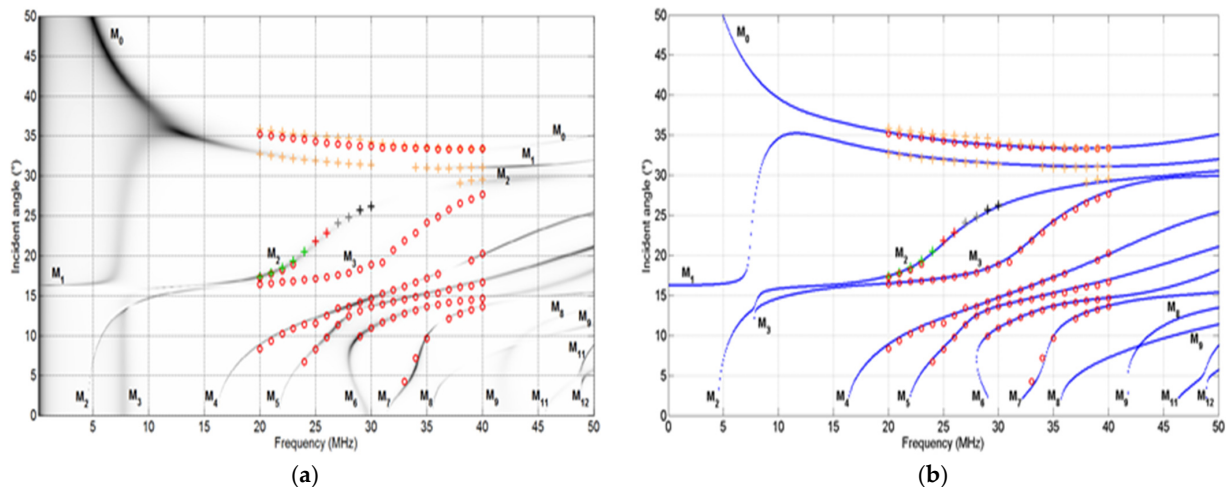 50
45
40
35
30
25
20
15
10
5
0
M0
M0
M1
M2
M2
M3
M1
M8
M9
M11
M2
M3
M4
M5
M6
M7
M8
M9
M11
M12
5 10 15 20 25 30 35 40 45 50
Incident angle (°)
Frequency (MHz)
(a)
50
45
40
35
30
25
20
15
10
5
0
M0
M2
M3
M1
M3
M8
M9
M2
M4
M5
M6
M7
M8
M9
M11
M12
0 5 10 15 20 25 30 35 40 45 50
Incident angle (°)
Frequency (MHz)
(b)